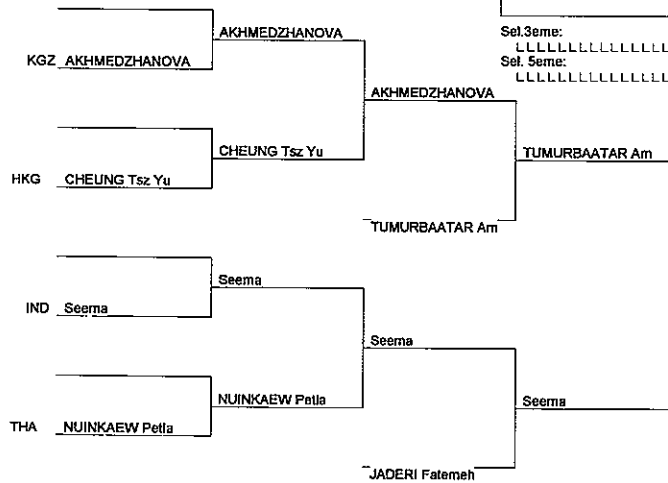 AKHMEDZHANOVA
Sel.3eme:
KGZ AKHMEDZHANOVA
Sel. 5eme:
AKHMEDZHANOVA
CHEUNG Tsz Yu
TUMURBAATAR Am
HKG CHEUNG Tsz Yu
TUMURBAATAR Am
Seema
IND Seema
Seema
NUINKAEW Petla
Seema
THA NUINKAEW Petla
JADERI Fatemeh